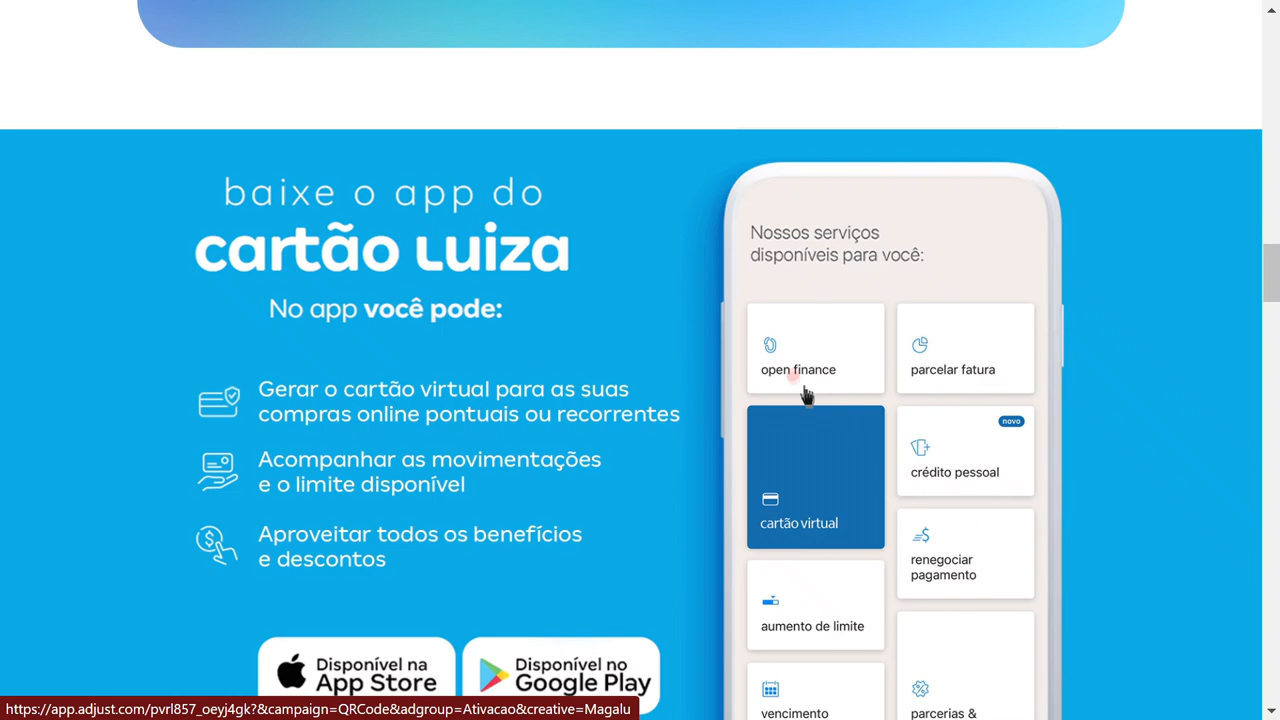 baixe o app do
cartão Luiza
No app você pode:
Gerar o cartão virtual para as suas
compras online pontuais ou recorrentes
Acompanhar as movimentações
e o limite disponível
Aproveitar todos os benefícios
e descontos
Disponível na
App Store
Disponível no
Google Play
Nossos serviços
disponíveis para você:
open finance
parcelar fatura
cartão virtual
novo
crédito pessoal
renegociar
pagamento
aumento de limite
vencimento
parcerias &
https://app.adjust.com/pvrl857_oeyj4gk?&campaign=QRCode&adgroup=Ativacao&creative=Magalu